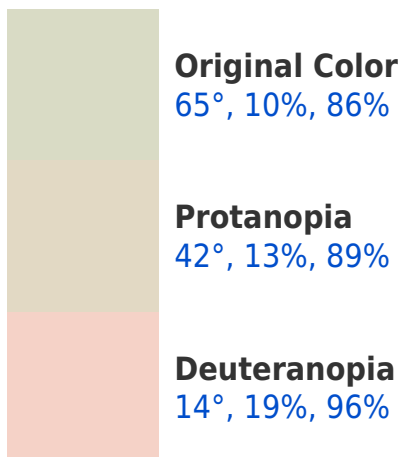 Original Color
65°, 10%, 86%
Protanopia
42°, 13%, 89%
Deuteranopia
14°, 19%, 96%